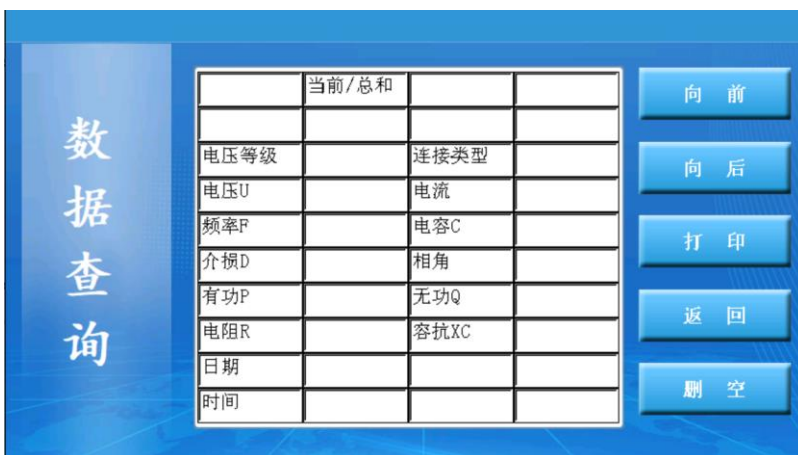 数据查询
当前/总和
电压等级 连接类型
电压U 电流
频率F 电容C
介损D 相角
有功P 无功Q
电阻R 容抗XC
日期
时间
向 前
向 后
打 印
返 回
删 空